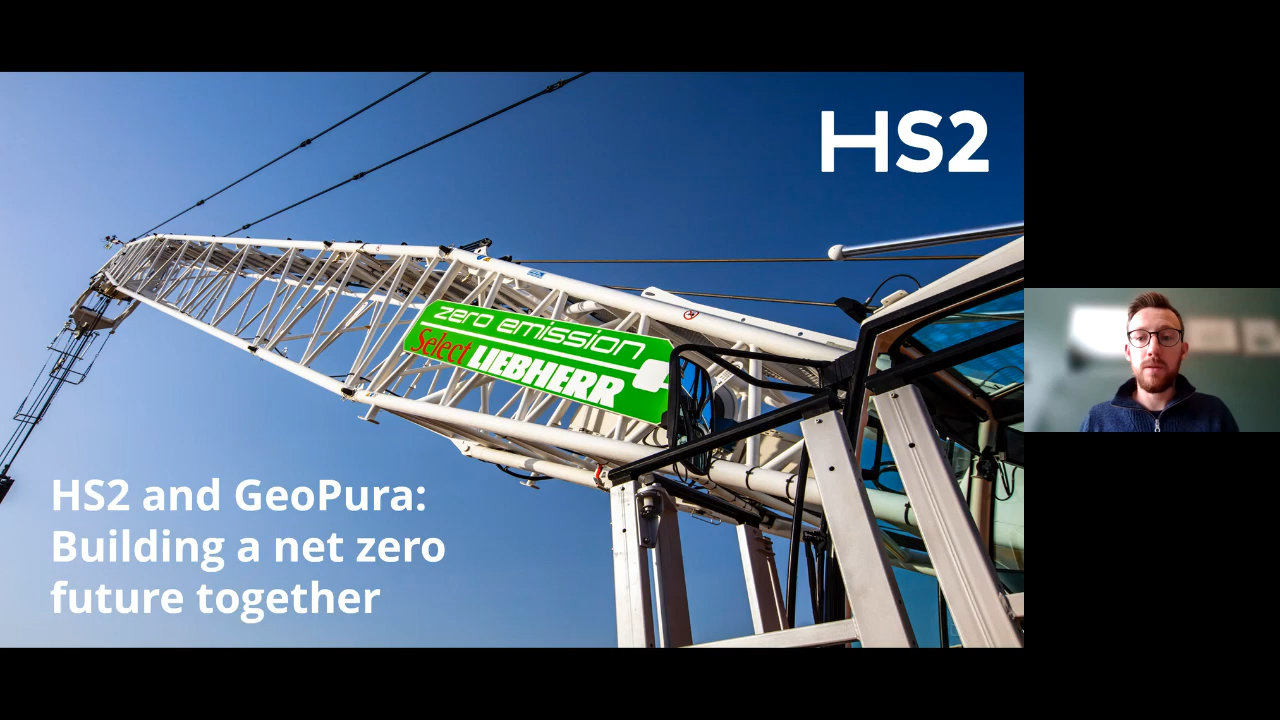 HS2
zero emission
Select LIEBHERR
HS2 and GeoPura:
Building a net zero
future together